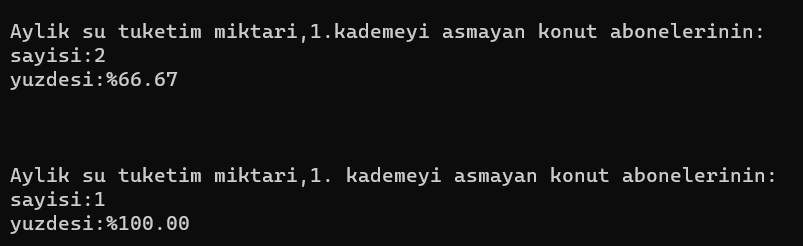 Aylik su tuketim miktari,1.kademeyi asmayan konut abonelerinin:
sayisi:2
yuzdesi:%66.67
Aylik su tuketim miktari,1. kademeyi asmayan konut abonelerinin:
sayisi:1
yuzdesi:%100.00